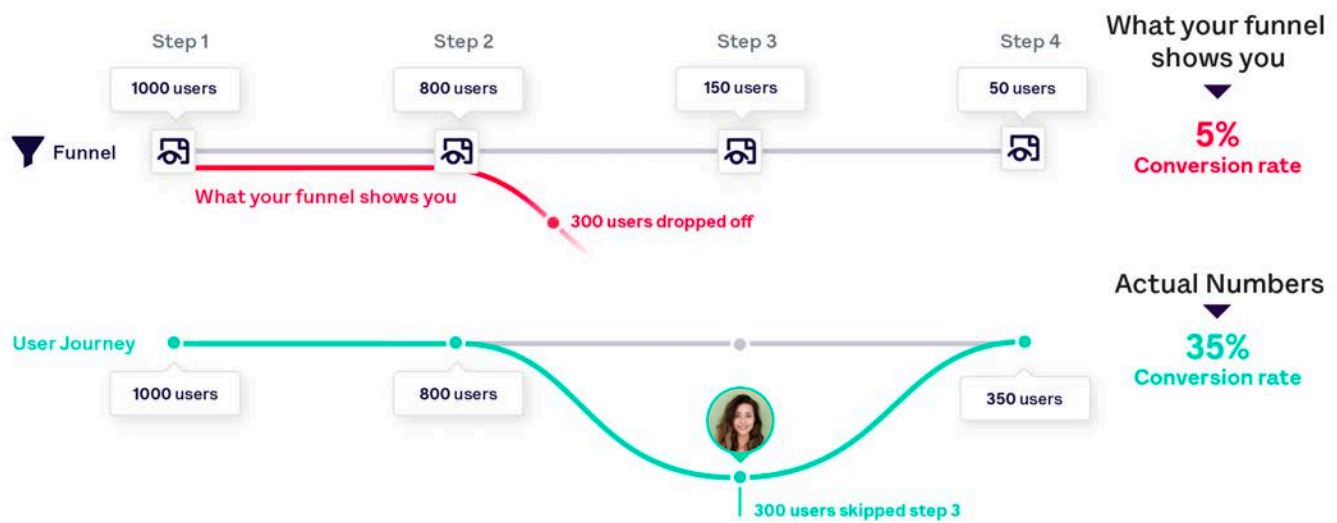 Step 1
Step 2
Step 3
Step 4
What your funnel
shows you
1000 users
800 users
150 users
50 users
Funnel
5%
Conversion rate
What your funnel shows you
300 users dropped off
Actual Numbers
User Journey
35%
Conversion rate
1000 users
800 users
350 users
300 users skipped step 3